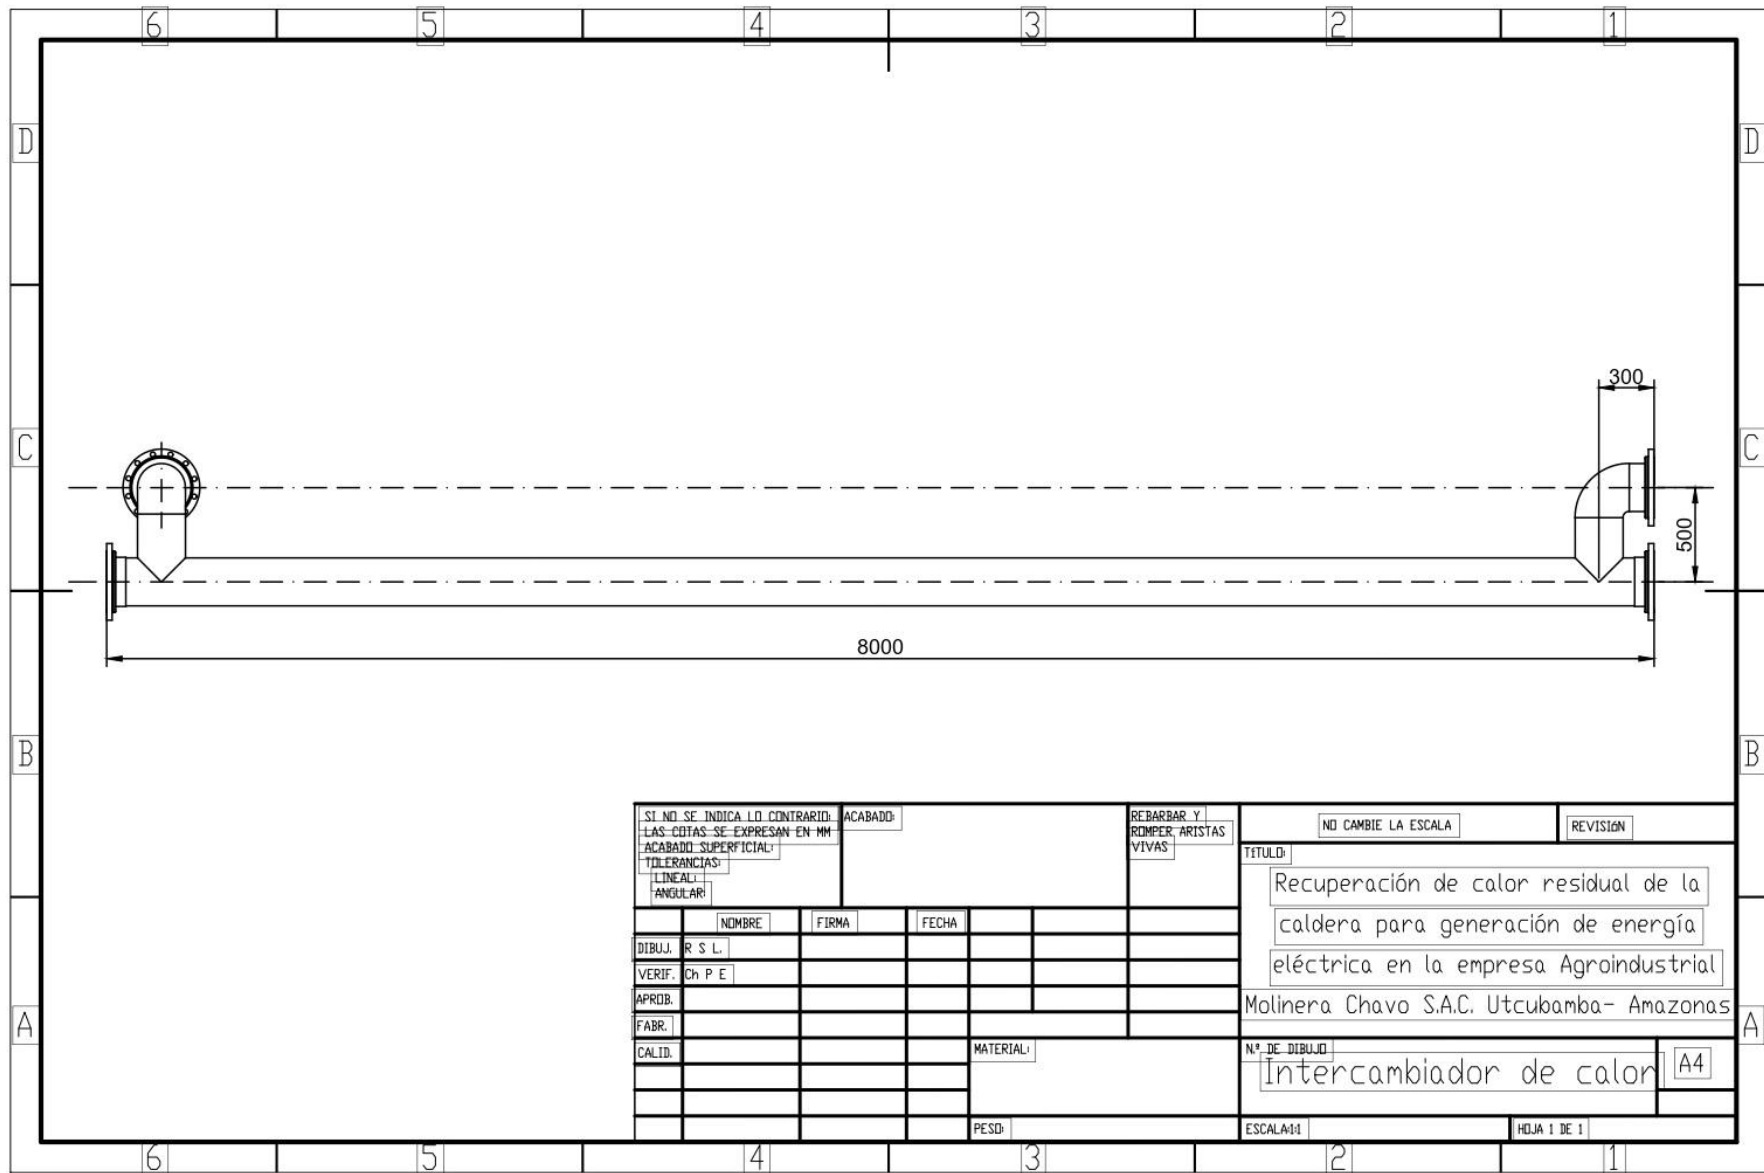 6 5 4 3 2 1
D D
300
C C
500
8000
B B
SI NO SE INDICA LO CONTRARIO:
LAS COTAS SE EXPRESAN EN MM
ACABADO SUPERFICIAL:
TOLERANCIAS:
LINEAL:
ANGULAR:
ACABADO:
REBARBAR Y
ROMPER ARISTAS
VIVAS
NO CAMBIE LA ESCALA
REVISIóN
TíTULO:
Recuperación de calor residual de la
caldera para generación de energía
eléctrica en la empresa Agroindustrial
Molinera Chavo S.A.C. Utcubamba- Amazonas
NOMBRE FIRMA FECHA
DIBUJ. R S L.
VERIF. Ch P E
APROB.
FABR.
CALID.
A A
MATERIAL:
N.º DE DIBUJO
Intercambiador de calor
A4
PESO:
ESCALA:1:1
HOJA 1 DE 1
6 5 4 3 2 1